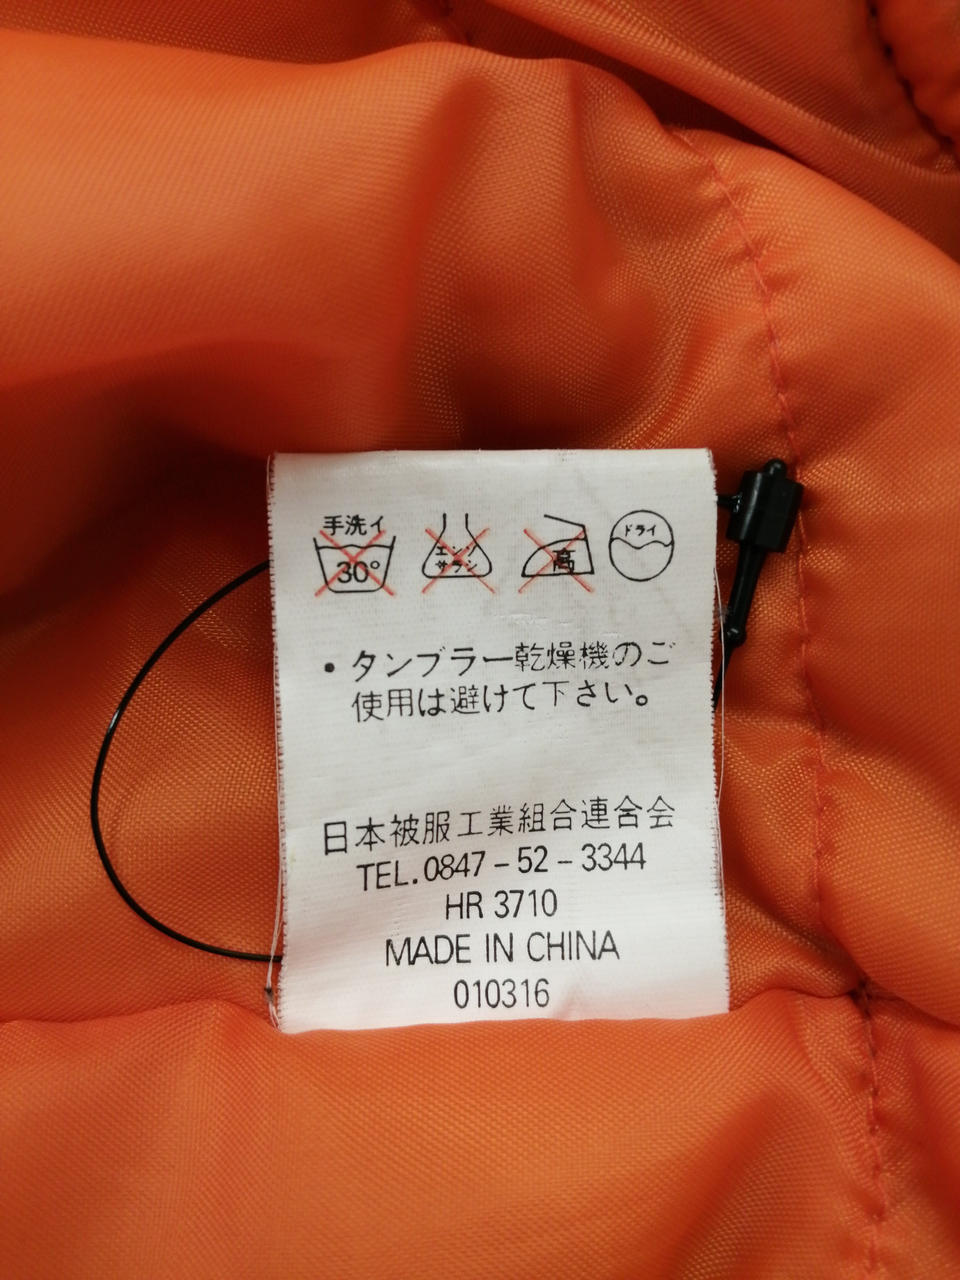 手洗イ
30°
エンソ
サラシ
高
ドライ
・タンブラー乾燥機のご
使用は避けて下さい。
日本被服工業組合連合会
TEL.0847-52-3344
HR 3710
MADE IN CHINA
010316